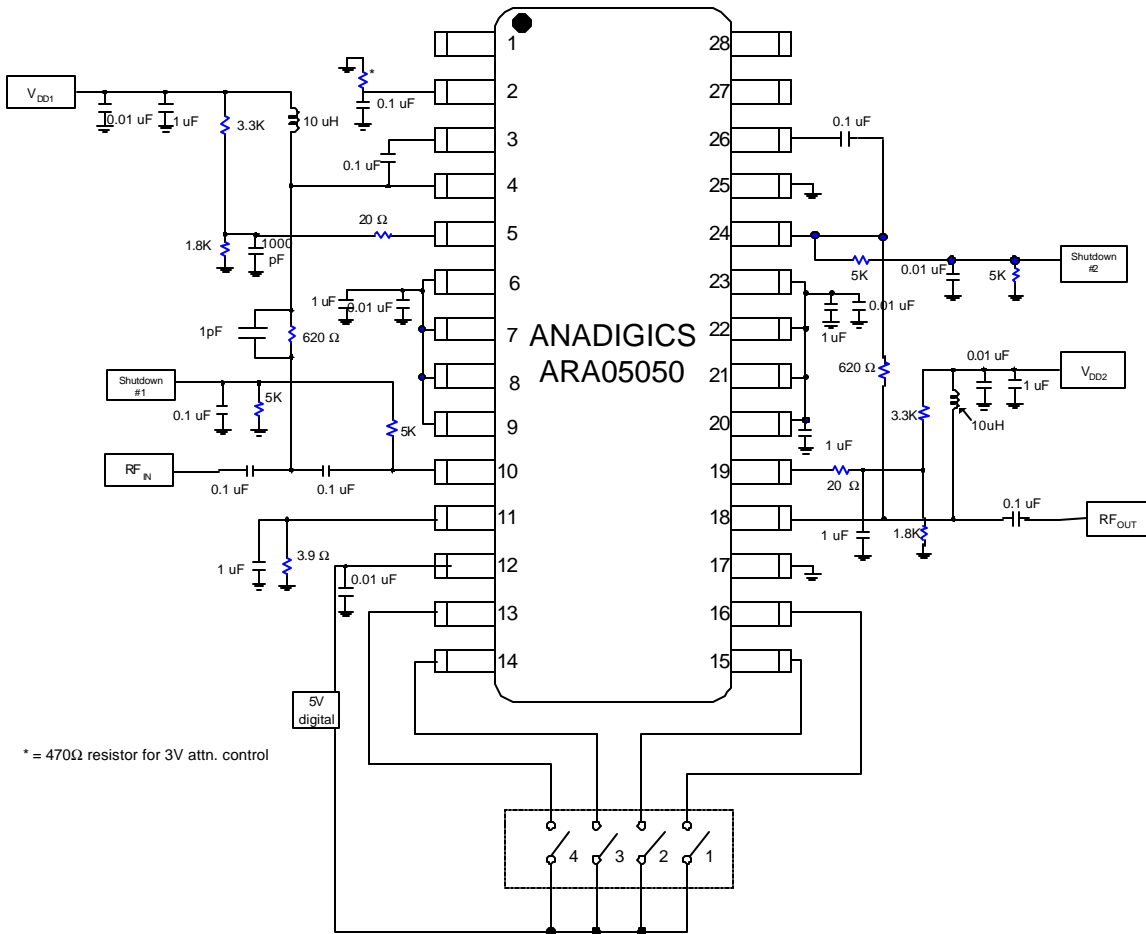 1
28
V DD1
0.01 uF
1 uF
3.3K
10 uH
*
0.1 uF
2
27
0.1 uF
3
26
0.1 uF
4
25
20 Ω
5
24
1.8K
1000
pF
5K
0.01 uF
5K
Shutdown
#2
1 uF
0.01 uF
6
23
0.01 uF
1 uF
1pF
620 Ω
7
22
ANADIGICS
ARA05050
8
21
620 Ω
0.01 uF
1 uF
V DD2
Shutdown
#1
0.1 uF
5K
5K
9
20
1 uF
3.3K
10uH
RF IN
0.1 uF
0.1 uF
10
19
20 Ω
11
18
0.1 uF
RF OUT
1 uF
1.8K
1 uF
3.9 Ω
0.01 uF
12
17
13
16
14
15
5V
digital
* = 470Ω resistor for 3V attn. control
4
3
2
1